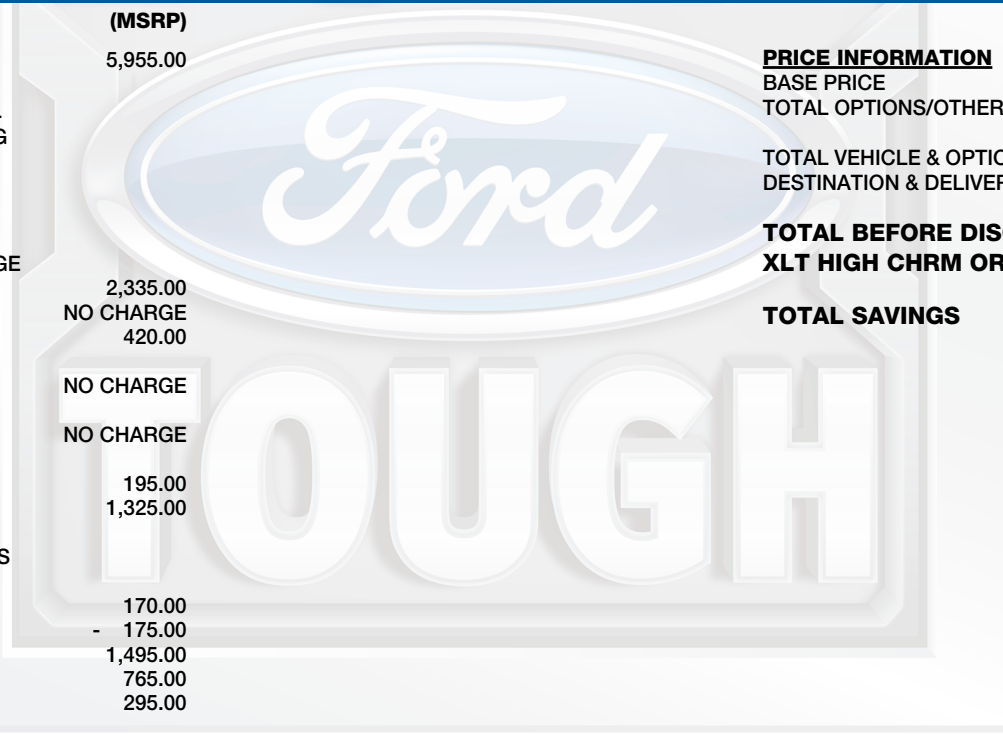 (MSRP)
5,955.00
G
GE
2,335.00
NO CHARGE
420.00
NO CHARGE
NO CHARGE
195.00
1,325.00
S
170.00
- 175.00
1,495.00
765.00
295.00
PRICE INFORMATION
BASE PRICE
TOTAL OPTIONS/OTHER
TOTAL VEHICLE & OPTIO
DESTINATION & DELIVER
TOTAL BEFORE DIS
XLT HIGH CHRM OR
TOTAL SAVINGS
Ford
TOUGH